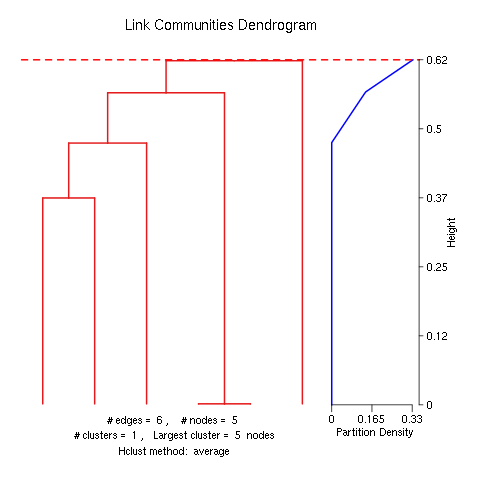 Link Communities Dendrogram
0.62
0.5
0.37
0.25
0.12
0
Height
0 0.165 0.33
Partition Density
# edges = 6 , # nodes = 5
# clusters = 1 , Largest cluster = 5 nodes
Hclust method: average